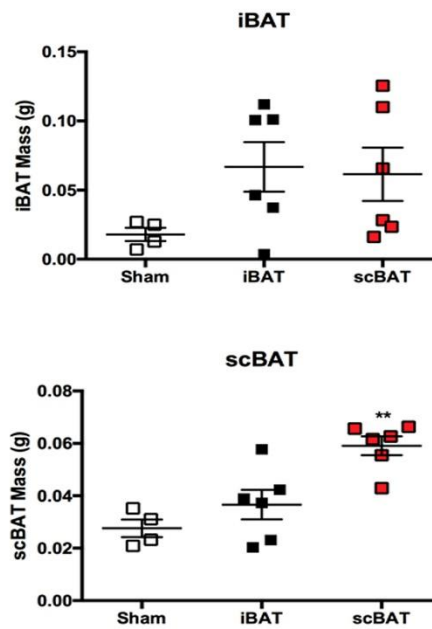 iBAT
0.15
0.10
0.05
0.00
iBAT Mass (g)
Sham
iBAT
scBAT
scBAT
0.08
0.06
0.04
0.02
0.00
scBAT Mass (g)
**
Sham
iBAT
scBAT